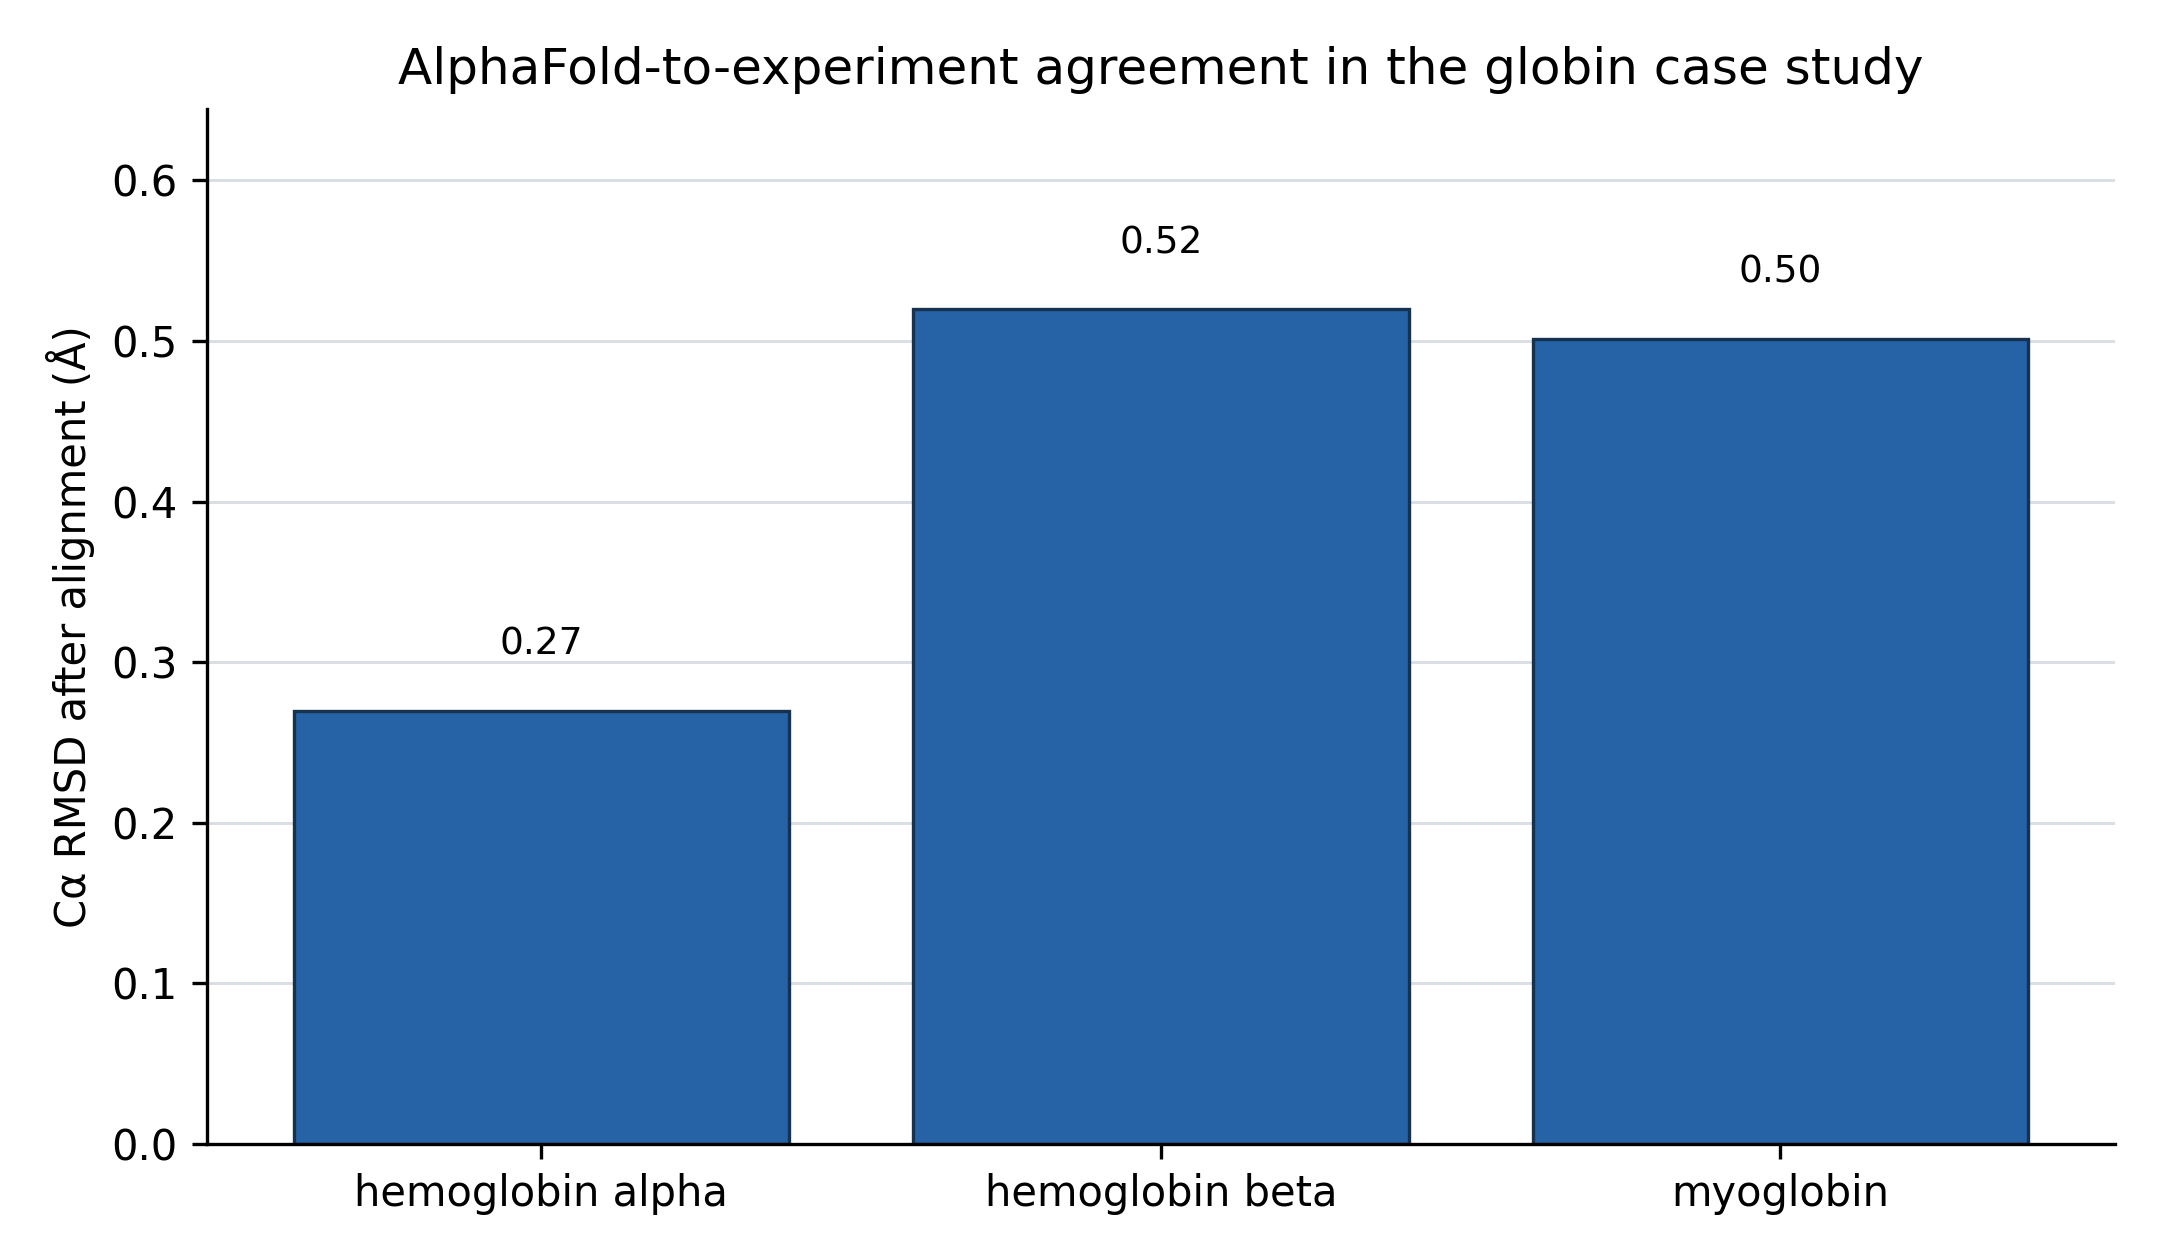 AlphaFold-to-experiment agreement in the globin case study
Cα RMSD after alignment (Å)
0.6
0.5
0.4
0.3
0.2
0.1
0.0
0.27
0.52
0.50
hemoglobin alpha
hemoglobin beta
myoglobin